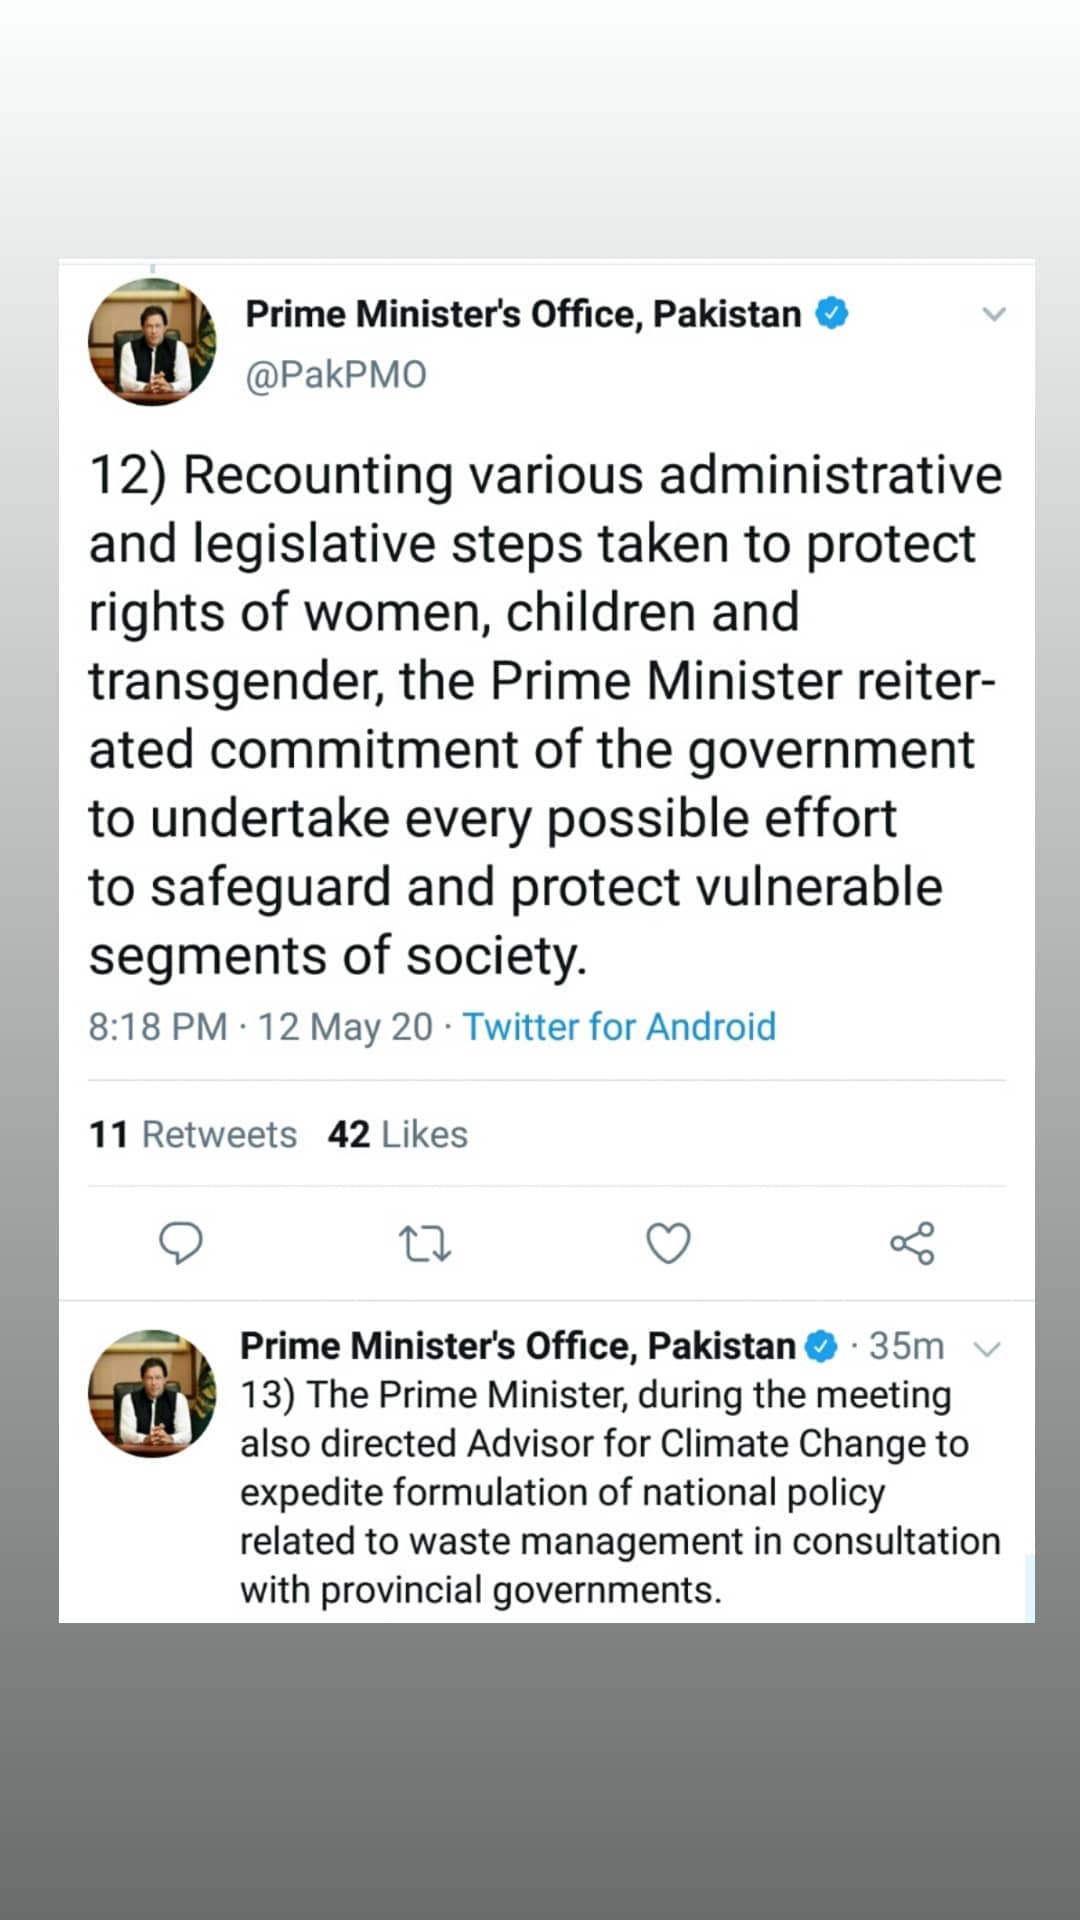 Prime Minister's Office, Pakistan
@PakPMO
12) Recounting various administrative
and legislative steps taken to protect
rights of women, children and
transgender, the Prime Minister reiter-
ated commitment of the government
to undertake every possible effort
to safeguard and protect vulnerable
segments of society.
8:18 PM · 12 May 20 · Twitter for Android
11 Retweets 42 Likes
Prime Minister's Office, Pakistan · 35m
13) The Prime Minister, during the meeting
also directed Advisor for Climate Change to
expedite formulation of national policy
related to waste management in consultation
with provincial governments.